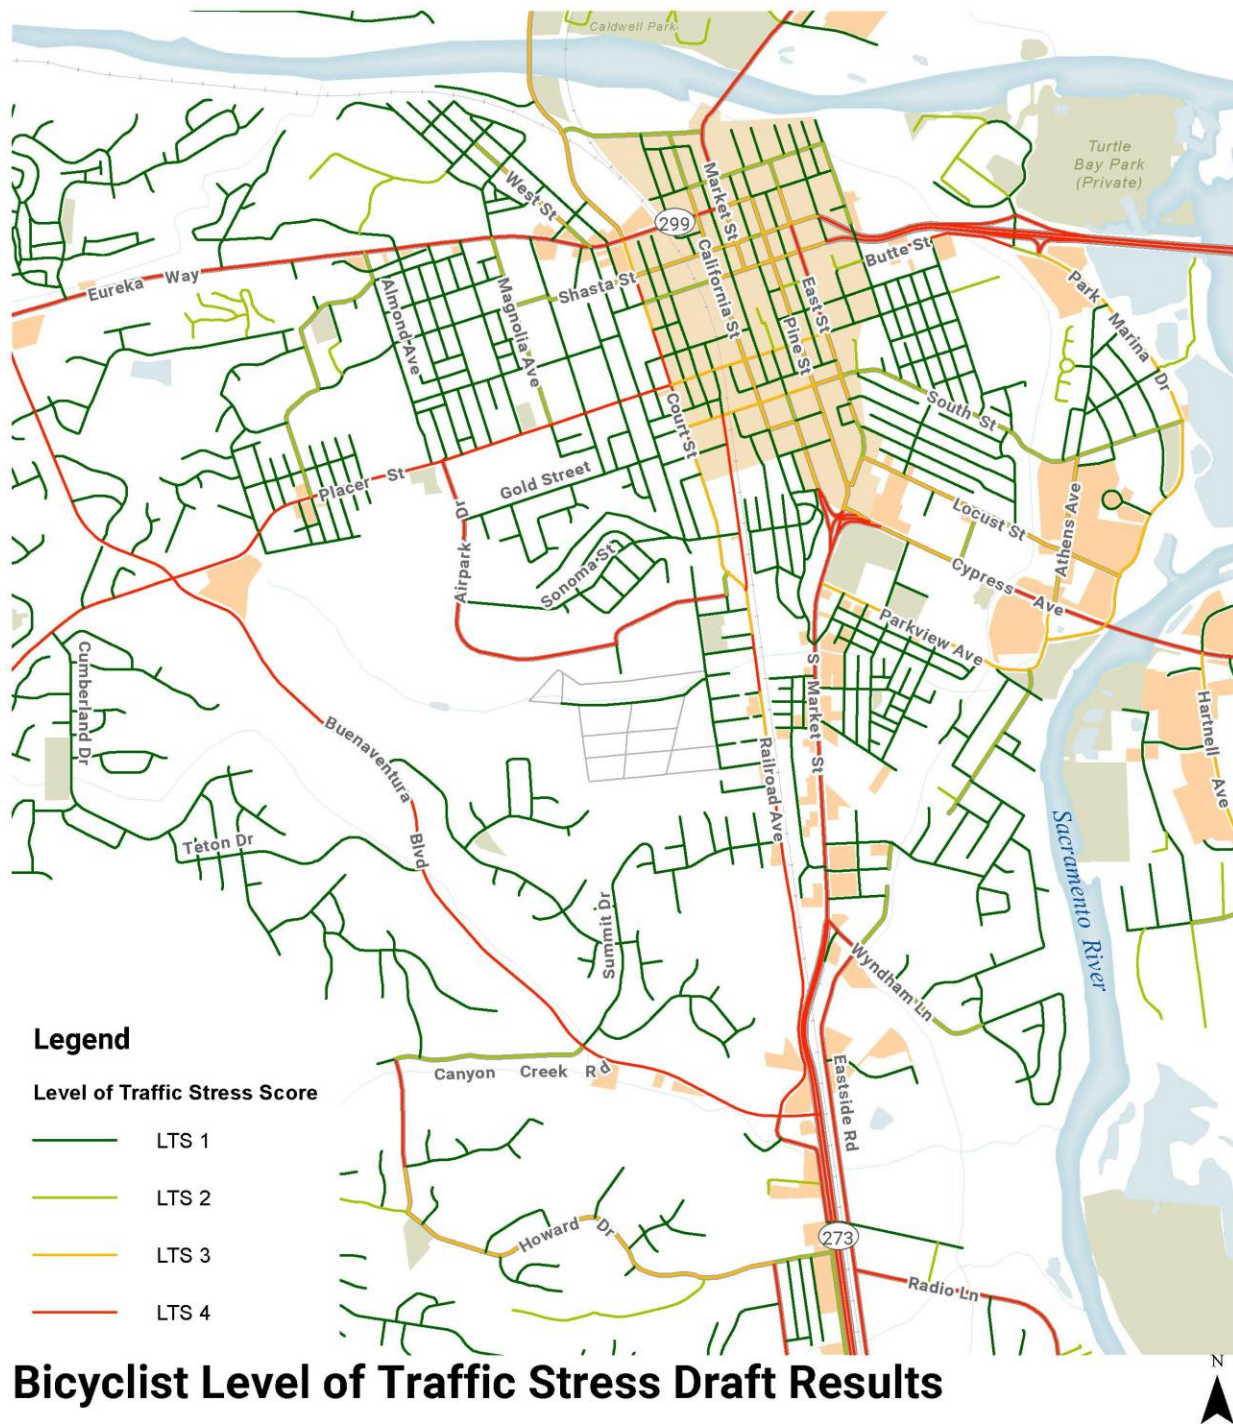 Caldwell Park
Turtle
Bay Park
(Private)
West St
Market St
299
Butte St
Eureka Way
Shasta St
California St
East St
Park Marina Dr
Almond Ave
Magnolia Ave
Pine St
Court St
South St
Placer St
Gold Street
Locust St
Athens Ave
Airpark Dr
Sonoma St
Cypress Ave
Parkview Ave
Cumberland Dr
S Market St
Hartnell Ave
Buenaventura Blvd
Railroad Ave
Teton Dr
Sacramento River
Summit Dr
Wyndham Ln
Canyon Creek Rd
Eastside Rd
Howard Dr
273
Radio Ln
Legend
Level of Traffic Stress Score
LTS 1
LTS 2
LTS 3
LTS 4
N
Bicyclist Level of Traffic Stress Draft Results